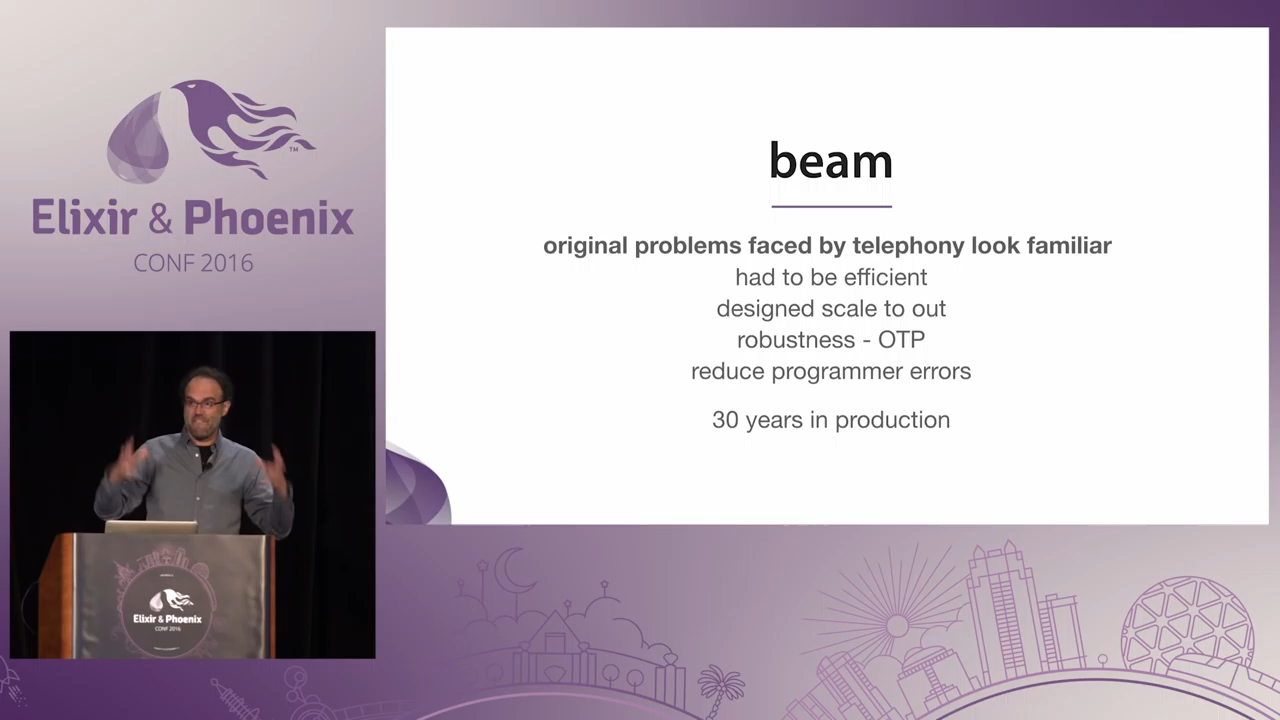 Elixir & Phoenix
CONF 2016
TM
beam
original problems faced by telephony look familiar
had to be efficient
designed scale to out
robustness - OTP
reduce programmer errors
30 years in production
Elixir & Phoenix
CONF 2016